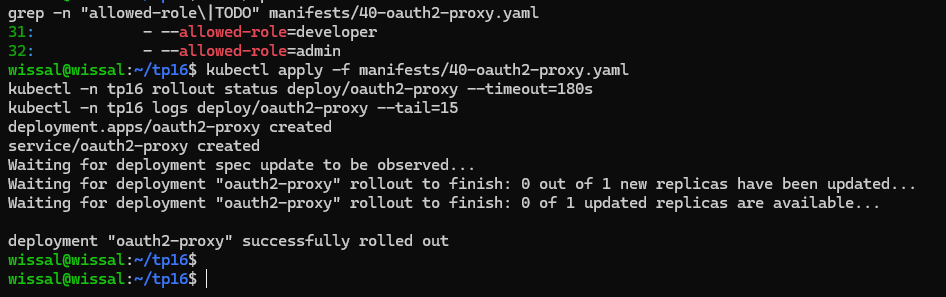 grep -n "allowed-role\|TODO" manifests/40-oauth2-proxy.yaml
31:            - --allowed-role=developer
32:            - --allowed-role=admin
wissal@wissal:~/tp16$ kubectl apply -f manifests/40-oauth2-proxy.yaml
kubectl -n tp16 rollout status deploy/oauth2-proxy --timeout=180s
kubectl -n tp16 logs deploy/oauth2-proxy --tail=15
deployment.apps/oauth2-proxy created
service/oauth2-proxy created
Waiting for deployment spec update to be observed...
Waiting for deployment "oauth2-proxy" rollout to finish: 0 out of 1 new replicas have been updated...
Waiting for deployment "oauth2-proxy" rollout to finish: 0 of 1 updated replicas are available...
deployment "oauth2-proxy" successfully rolled out
wissal@wissal:~/tp16$
wissal@wissal:~/tp16$